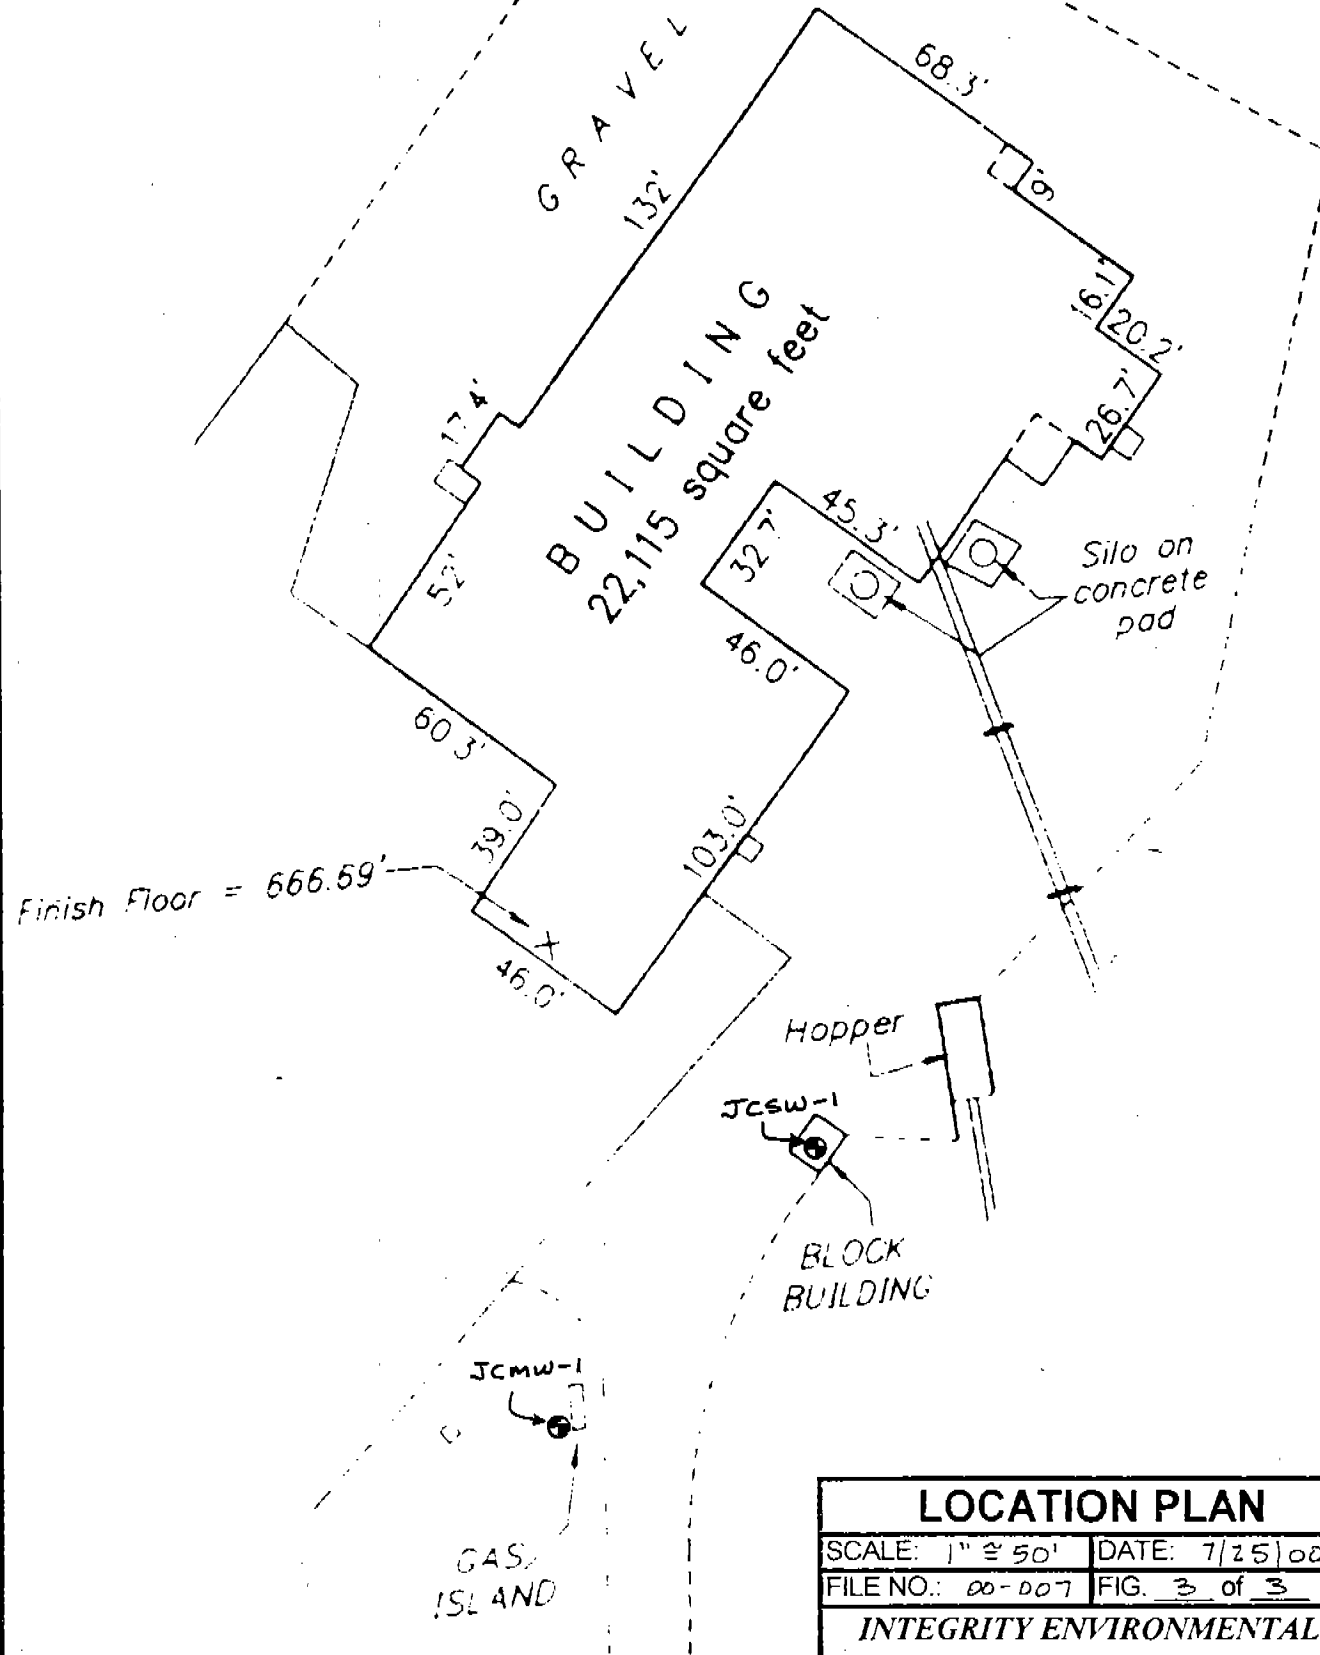 GRAVEL
68.3'
9'
132'
16.1'
20.2'
26.7'
17.4'
BUILDING
22,115 square feet
45.3'
32.7'
Silo on
concrete
pad
52'
46.0'
60.3'
39.0'
103.0'
Finish Floor = 666.69'
X
46.0'
Hopper
JCSW-1
BLOCK
BUILDING
JCMW-1
GAS
ISLAND
LOCATION PLAN
SCALE: 1" ≅ 50' DATE: 7/25/00
FILE NO.: 00-007 FIG. 3 of 3
INTEGRITY ENVIRONMENTAL